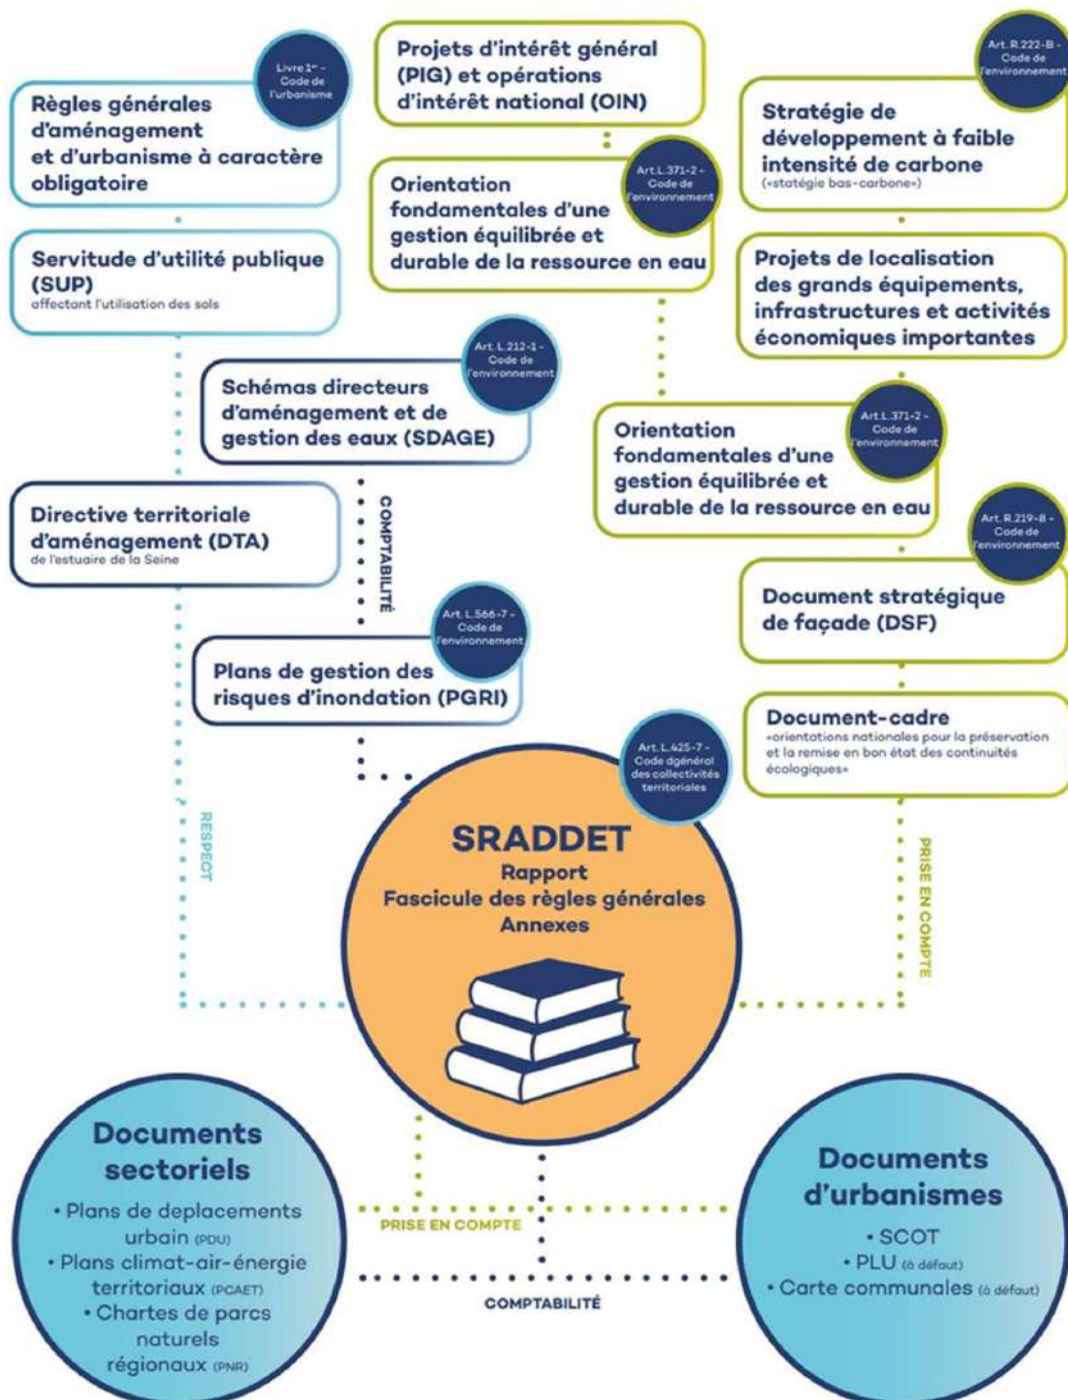 Livre 1er -
Code de
l'urbanisme
Règles générales
d'aménagement
et d'urbanisme à caractère
obligatoire
Servitude d'utilité publique
(SUP)
affectant l'utilisation des sols
Directive territoriale
d'aménagement (DTA)
de l'estuaire de la Seine
RESPECT
Art. L.212-1 -
Code de
l'environnement
Schémas directeurs
d'aménagement et de
gestion des eaux (SDAGE)
COMPTABILITÉ
Art. L.566-7 -
Code de
l'environnement
Plans de gestion des
risques d'inondation (PGRI)
Projets d'intérêt général
(PIG) et opérations
d'intérêt national (OIN)
Art.L.371-2 -
Code de
l'environnement
Orientation
fondamentales d'une
gestion équilibrée et
durable de la ressource en eau
Art.L.371-2 -
Code de
l'environnement
Orientation
fondamentales d'une
gestion équilibrée et
durable de la ressource en eau
Art. R.222-B -
Code de
l'environnement
Stratégie de
développement à faible
intensité de carbone
(«statégie bas-carbone»)
Projets de localisation
des grands équipements,
infrastructures et activités
économiques importantes
Art. R.219-8 -
Code de
l'environnement
Document stratégique
de façade (DSF)
Document-cadre
«orientations nationales pour la préservation
et la remise en bon état des continuités
écologiques»
PRISE EN COMPTE
Art. L.425-7 -
Code dgénéral
des collectivités
territoriales
SRADDET
Rapport
Fascicule des règles générales
Annexes
Documents
sectoriels
• Plans de deplacements
urbain (PDU)
• Plans climat-air-énergie
territoriaux (PCAET)
• Chartes de parcs
naturels
régionaux (PNR)
PRISE EN COMPTE
COMPTABILITÉ
Documents
d'urbanismes
• SCOT
• PLU (à défaut)
• Carte communales (à défaut)